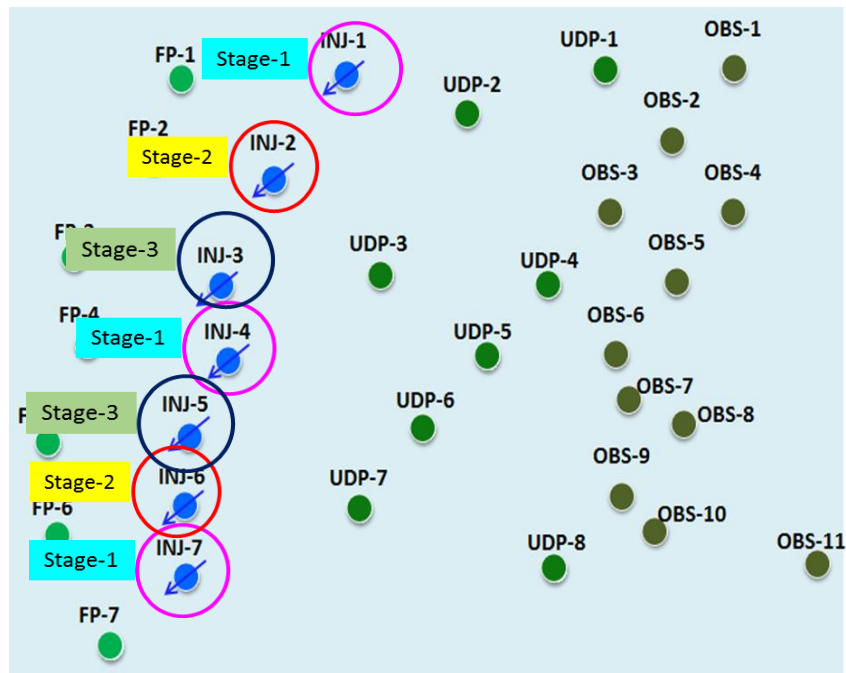 OBS-1
INJ-1
UDP-1
FP-1
Stage-1
UDP-2
OBS-2
FP-2
INJ-2
Stage-2
OBS-3
OBS-4
Stage-3
UDP-3
OBS-5
INJ-3
UDP-4
FP-4
OBS-6
Stage-1
INJ-4
UDP-5
OBS-7
INJ-5
UDP-6
Stage-3
OBS-8
OBS-9
INJ-6
UDP-7
Stage-2
FP-6
OBS-10
UDP-8
OBS-11
INJ-7
Stage-1
FP-7